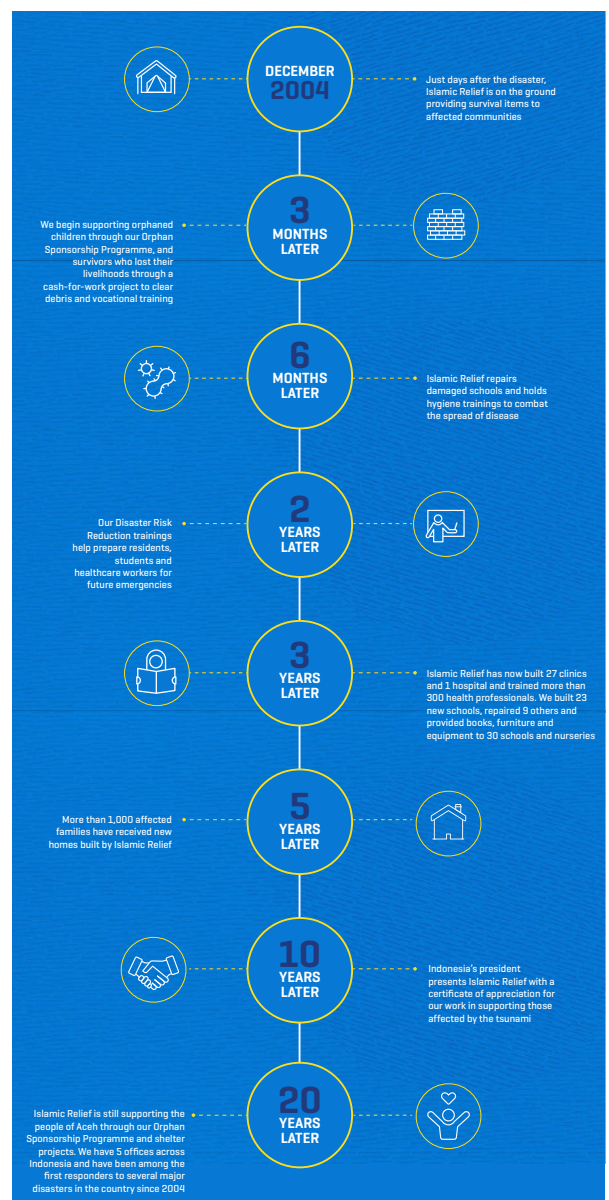 DECEMBER
2004
Just days after the disaster,
Islamic Relief is on the ground
providing survival items to
affected communities
3
MONTHS
LATER
We begin supporting orphaned
children through our Orphan
Sponsorship Programme, and
survivors who lost their
livelihoods through a
cash-for-work project to clear
debris and vocational training
6
MONTHS
LATER
Islamic Relief repairs
damaged schools and holds
hygiene trainings to combat
the spread of disease
2
YEARS
LATER
Our Disaster Risk
Reduction trainings
help prepare residents,
students and
healthcare workers for
future emergencies
3
YEARS
LATER
Islamic Relief has now built 27 clinics
and 1 hospital and trained more than
300 health professionals. We built 23
new schools, repaired 9 others and
provided books, furniture and
equipment to 30 schools and nurseries
5
YEARS
LATER
More than 1,000 affected
families have received new
homes built by Islamic Relief
10
YEARS
LATER
Indonesia's president
presents Islamic Relief with a
certificate of appreciation for
our work in supporting those
affected by the tsunami
20
YEARS
LATER
Islamic Relief is still supporting the
people of Aceh through our Orphan
Sponsorship Programme and shelter
projects. We have 5 offices across
Indonesia and have been among the
first responders to several major
disasters in the country since 2004